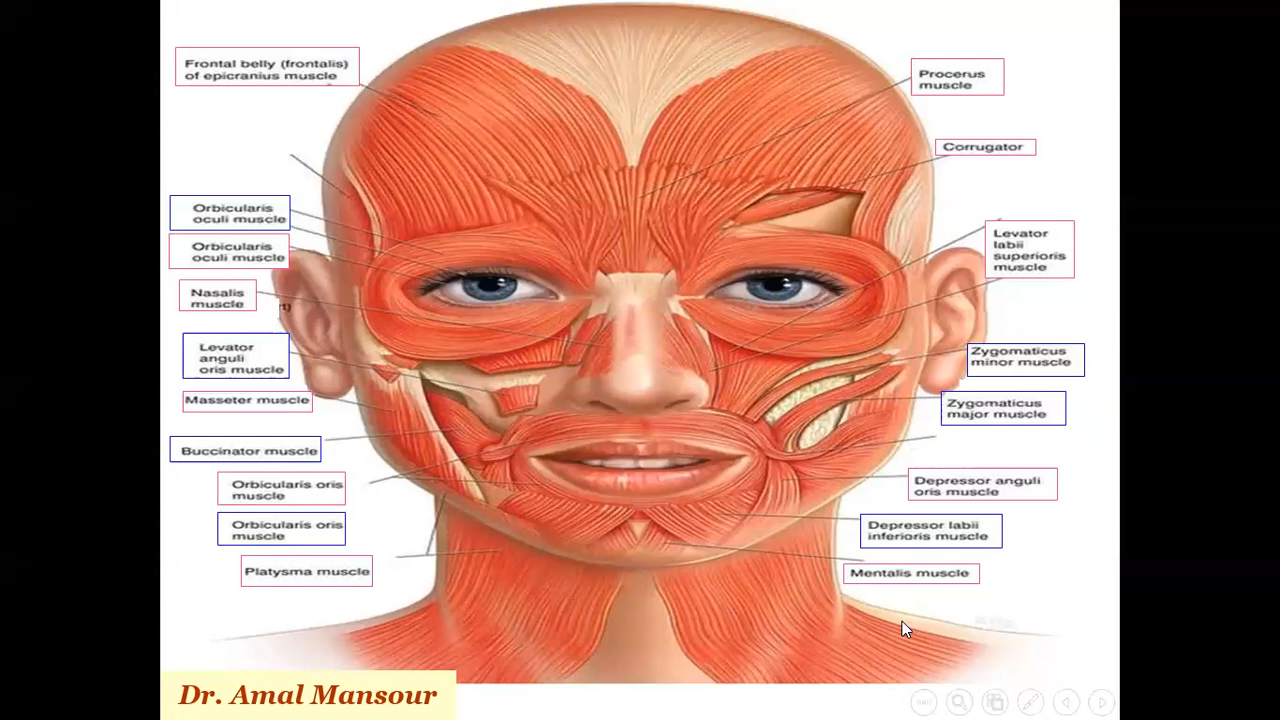 Frontal belly (frontalis)
of epicranius muscle
Orbicularis
oculi muscle
Orbicularis
oculi muscle
Nasalis
muscle
Levator
anguli
oris muscle
Masseter muscle
Buccinator muscle
Orbicularis oris
muscle
Orbicularis oris
muscle
Platysma muscle
Procerus
muscle
Corrugator
Levator
labii
superioris
muscle
Zygomaticus
minor muscle
Zygomaticus
major muscle
Depressor anguli
oris muscle
Depressor labii
inferioris muscle
Mentalis muscle
Dr. Amal Mansour